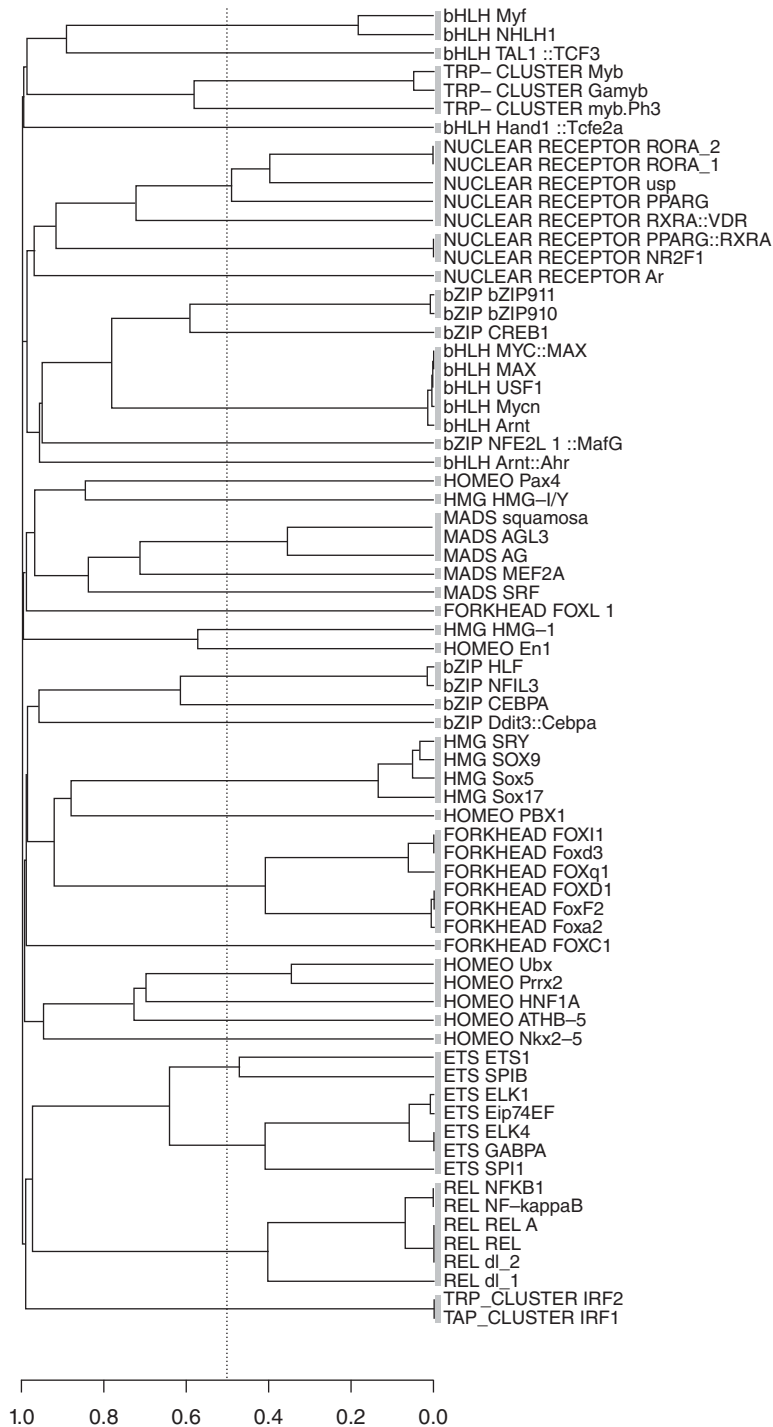 bHLH Myf
bHLH NHLH1
bHLH TAL1 ::TCF3
TRP– CLUSTER Myb
TRP– CLUSTER Gamyb
TRP– CLUSTER myb.Ph3
bHLH Hand1 ::Tcfe2a
NUCLEAR RECEPTOR RORA_2
NUCLEAR RECEPTOR RORA_1
NUCLEAR RECEPTOR usp
NUCLEAR RECEPTOR PPARG
NUCLEAR RECEPTOR RXRA::VDR
NUCLEAR RECEPTOR PPARG::RXRA
NUCLEAR RECEPTOR NR2F1
NUCLEAR RECEPTOR Ar
bZIP bZIP911
bZIP bZIP910
bZIP CREB1
bHLH MYC::MAX
bHLH MAX
bHLH USF1
bHLH Mycn
bHLH Arnt
bZIP NFE2L 1 ::MafG
bHLH Arnt::Ahr
HOMEO Pax4
HMG HMG–I/Y
MADS squamosa
MADS AGL3
MADS AG
MADS MEF2A
MADS SRF
FORKHEAD FOXL 1
HMG HMG–1
HOMEO En1
bZIP HLF
bZIP NFIL3
bZIP CEBPA
bZIP Ddit3::Cebpa
HMG SRY
HMG SOX9
HMG Sox5
HMG Sox17
HOMEO PBX1
FORKHEAD FOXI1
FORKHEAD Foxd3
FORKHEAD FOXq1
FORKHEAD FOXD1
FORKHEAD FoxF2
FORKHEAD Foxa2
FORKHEAD FOXC1
HOMEO Ubx
HOMEO Prrx2
HOMEO HNF1A
HOMEO ATHB–5
HOMEO Nkx2–5
ETS ETS1
ETS SPIB
ETS ELK1
ETS Eip74EF
ETS ELK4
ETS GABPA
ETS SPI1
REL NFKB1
REL NF–kappaB
REL REL A
REL REL
REL dl_2
REL dl_1
TRP_CLUSTER IRF2
TAP_CLUSTER IRF1
1.0 0.8 0.6 0.4 0.2 0.0